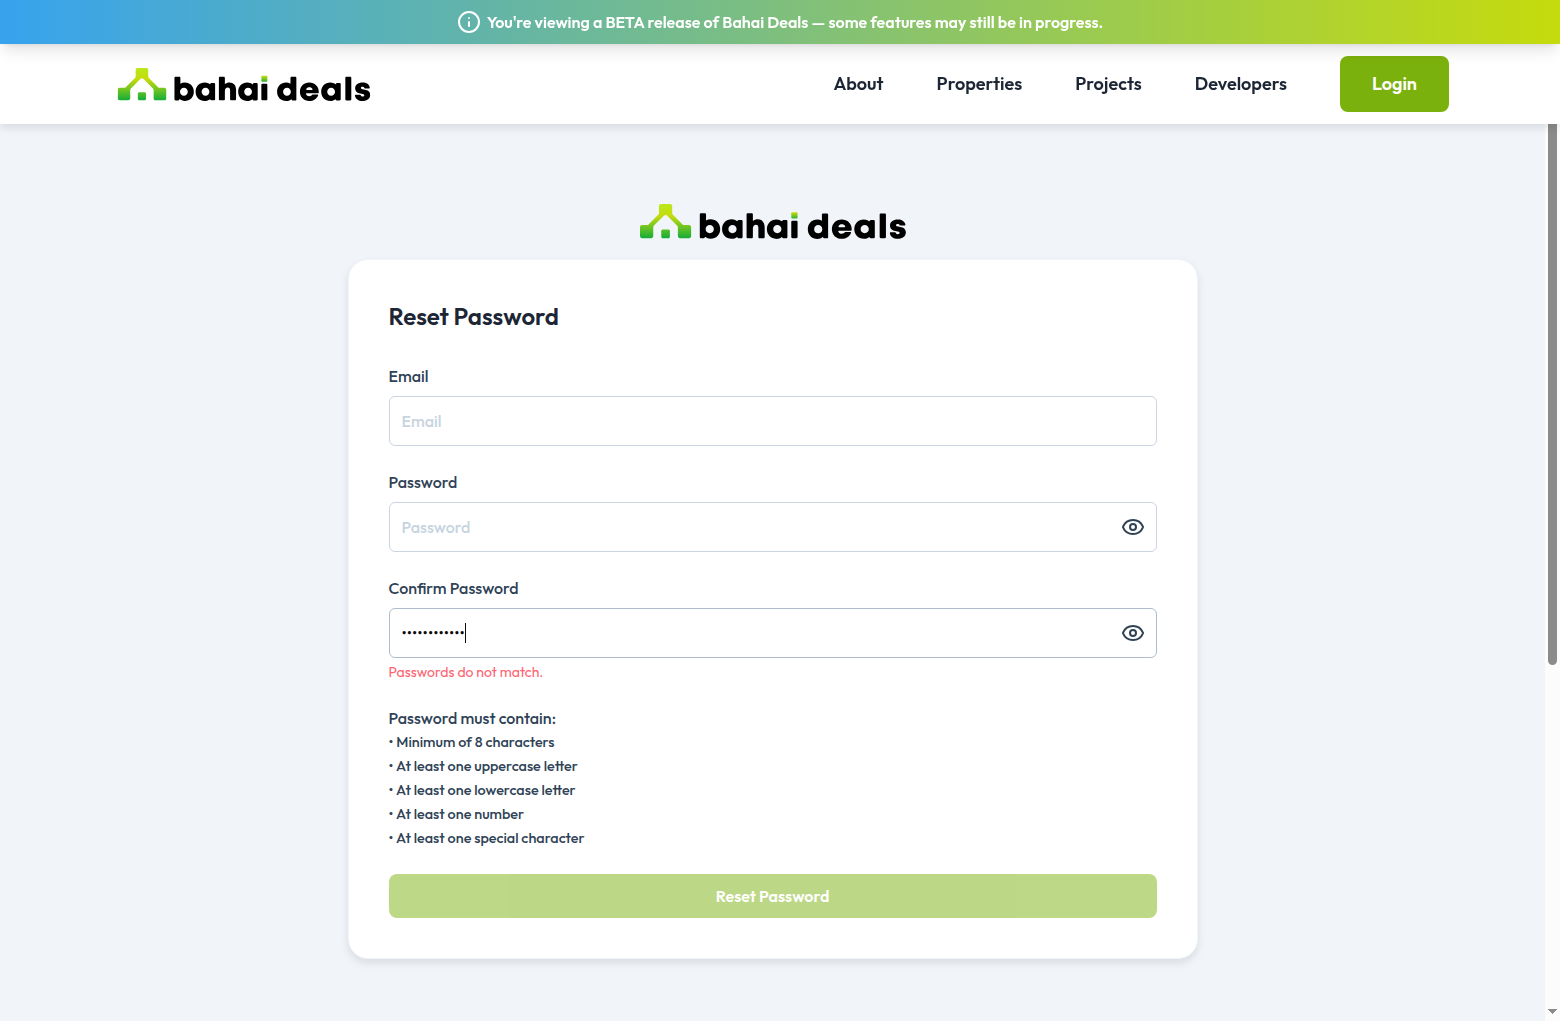 You're viewing a BETA release of Bahai Deals — some features may still be in progress.
bahai deals
About
Properties
Projects
Developers
Login
bahai deals
Reset Password
Email
Email
Password
Password
Confirm Password
••••••••••••
Passwords do not match.
Password must contain:
• Minimum of 8 characters
• At least one uppercase letter
• At least one lowercase letter
• At least one number
• At least one special character
Reset Password